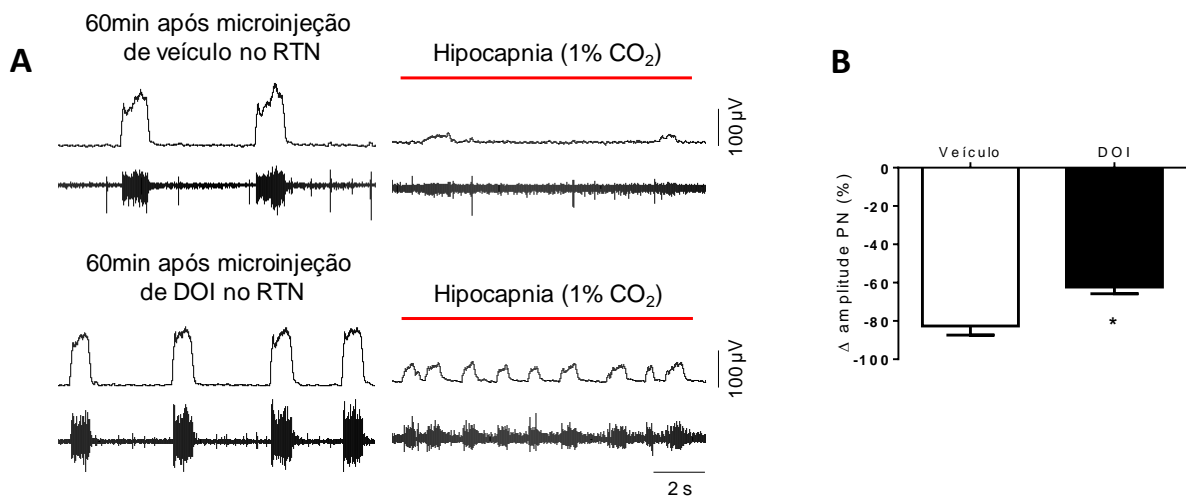 A
60min após microinjeção
de veículo no RTN
Hipocapnia (1% CO₂)
100 µV
60min após microinjeção
de DOI no RTN
Hipocapnia (1% CO₂)
100 µV
2 s
B
Veículo DOI
0
-20
-40
-60
-80
-100
Δ amplitude PN (%)
*